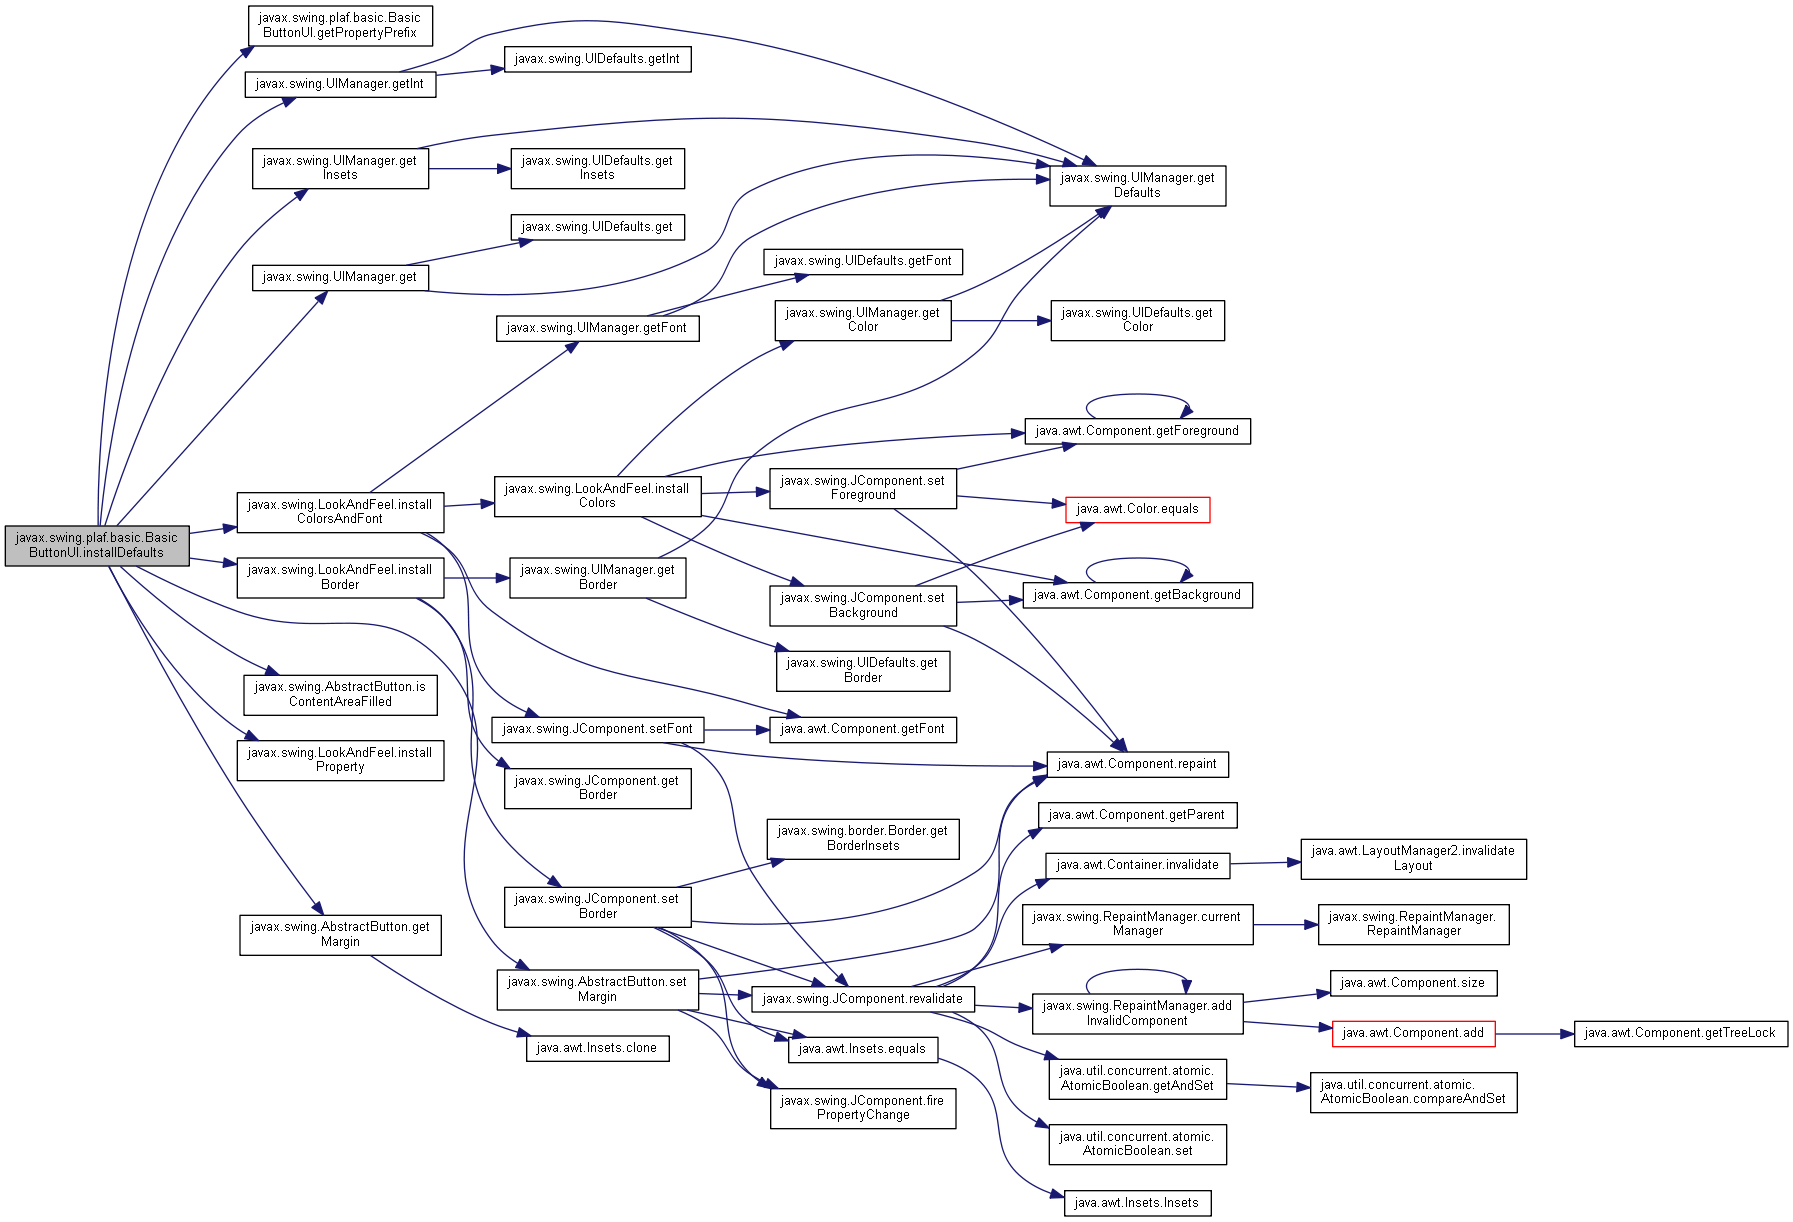 javax.swing.plaf.basic.Basic
ButtonUI.installDefaults
javax.swing.plaf.basic.Basic
ButtonUI.getPropertyPrefix
javax.swing.UIManager.getInt
javax.swing.UIManager.get
Insets
javax.swing.UIManager.get
javax.swing.LookAndFeel.install
ColorsAndFont
javax.swing.LookAndFeel.install
Border
javax.swing.AbstractButton.is
ContentAreaFilled
javax.swing.LookAndFeel.install
Property
javax.swing.AbstractButton.get
Margin
javax.swing.UIDefaults.getInt
javax.swing.UIDefaults.get
Insets
javax.swing.UIDefaults.get
javax.swing.UIManager.getFont
javax.swing.LookAndFeel.install
Colors
javax.swing.UIManager.get
Border
javax.swing.JComponent.setFont
javax.swing.JComponent.get
Border
javax.swing.JComponent.set
Border
javax.swing.AbstractButton.set
Margin
java.awt.Insets.clone
javax.swing.UIDefaults.getFont
javax.swing.UIManager.get
Color
javax.swing.JComponent.set
Foreground
javax.swing.JComponent.set
Background
javax.swing.UIDefaults.get
Border
java.awt.Component.getFont
javax.swing.border.Border.get
BorderInsets
javax.swing.JComponent.revalidate
java.awt.Insets.equals
javax.swing.JComponent.fire
PropertyChange
javax.swing.UIManager.get
Defaults
javax.swing.UIDefaults.get
Color
java.awt.Component.getForeground
java.awt.Color.equals
java.awt.Component.getBackground
java.awt.Component.repaint
java.awt.Component.getParent
java.awt.Container.invalidate
javax.swing.RepaintManager.current
Manager
javax.swing.RepaintManager.add
InvalidComponent
java.util.concurrent.atomic.
AtomicBoolean.getAndSet
java.util.concurrent.atomic.
AtomicBoolean.set
java.awt.Insets.Insets
java.awt.LayoutManager2.invalidate
Layout
javax.swing.RepaintManager.
RepaintManager
java.awt.Component.size
java.awt.Component.add
java.util.concurrent.atomic.
AtomicBoolean.compareAndSet
java.awt.Component.getTreeLock